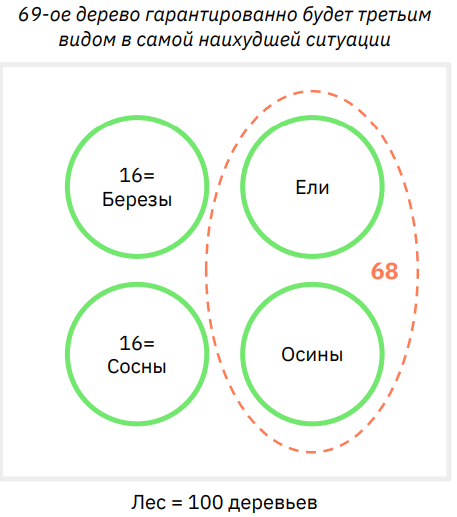 69-ое дерево гарантированно будет третьим
видом в самой наихудшей ситуации
16=
Березы
Ели
68
16=
Сосны
Осины
Лес = 100 деревьев